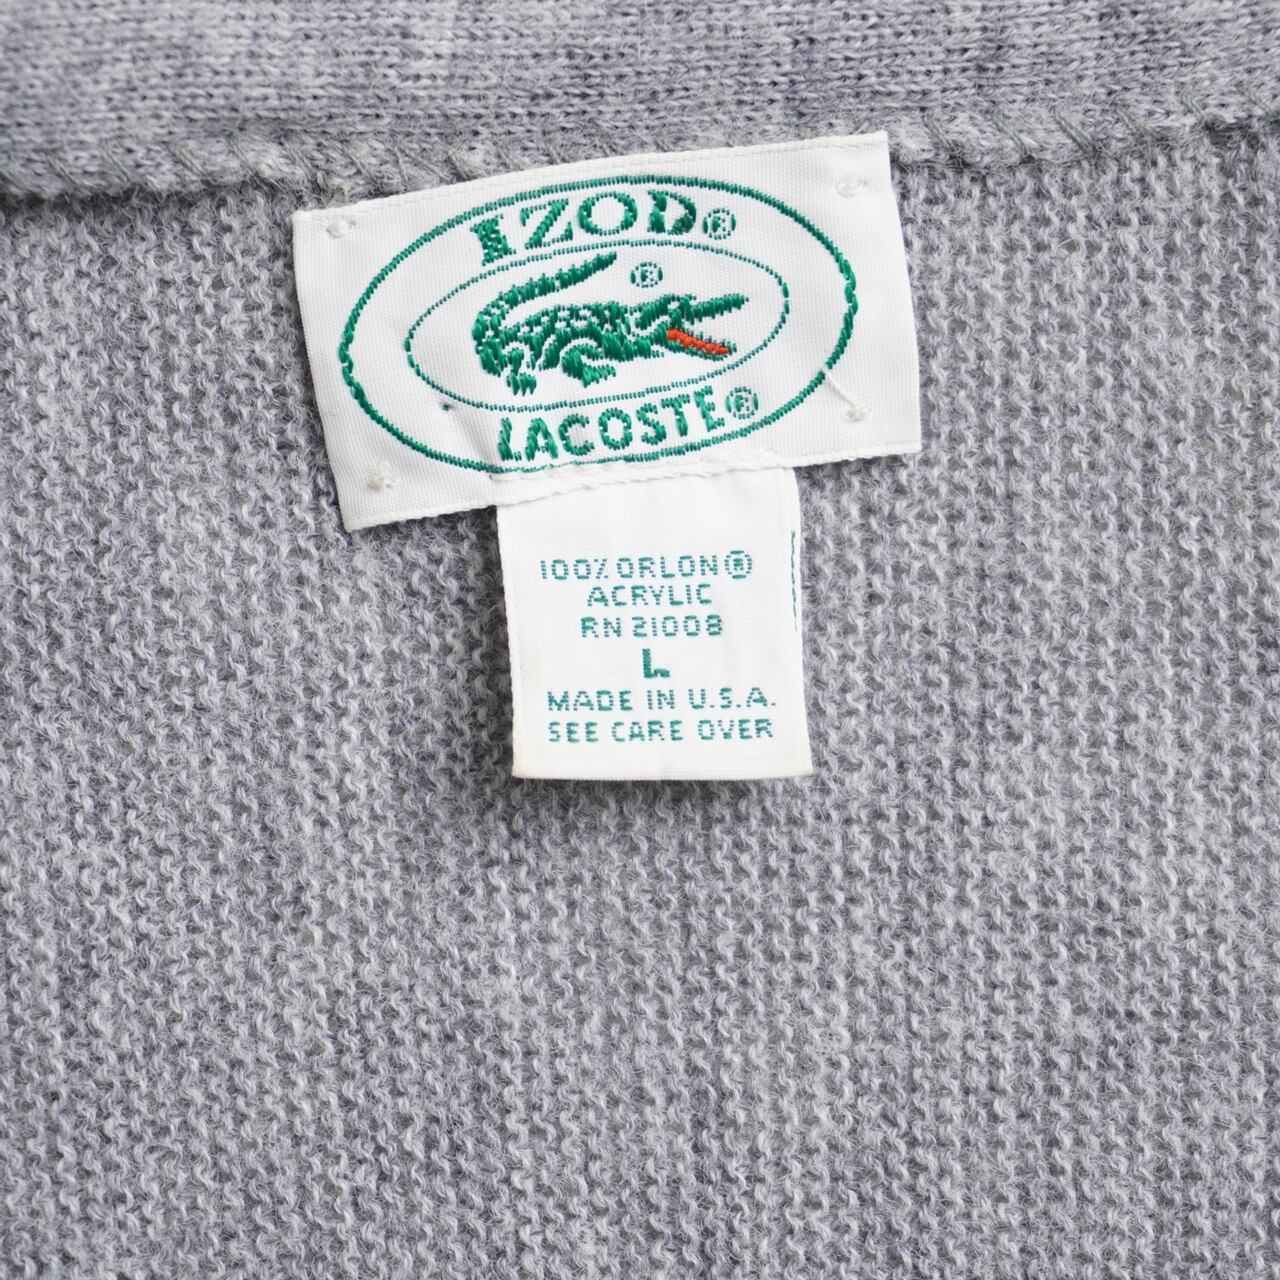 IZOD®
®
LACOSTE®
100% ORLON®
ACRYLIC
RN 21008
L
MADE IN U.S.A.
SEE CARE OVER